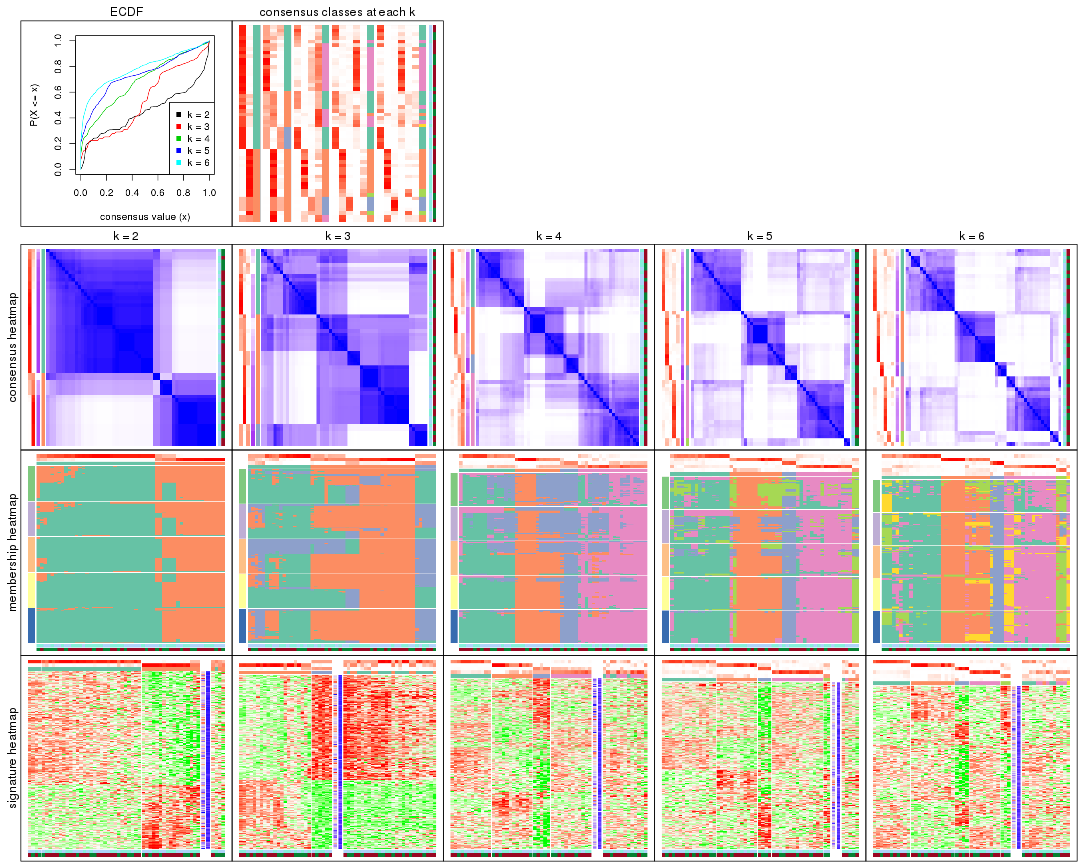 ECDF
consensus classes at each k
P(X <= x)
0.0 0.2 0.4 0.6 0.8 1.0
k = 2
k = 3
k = 4
k = 5
k = 6
0.0 0.2 0.4 0.6 0.8 1.0
consensus value (x)
k = 2
k = 3
k = 4
k = 5
k = 6
consensus heatmap
membership heatmap
signature heatmap